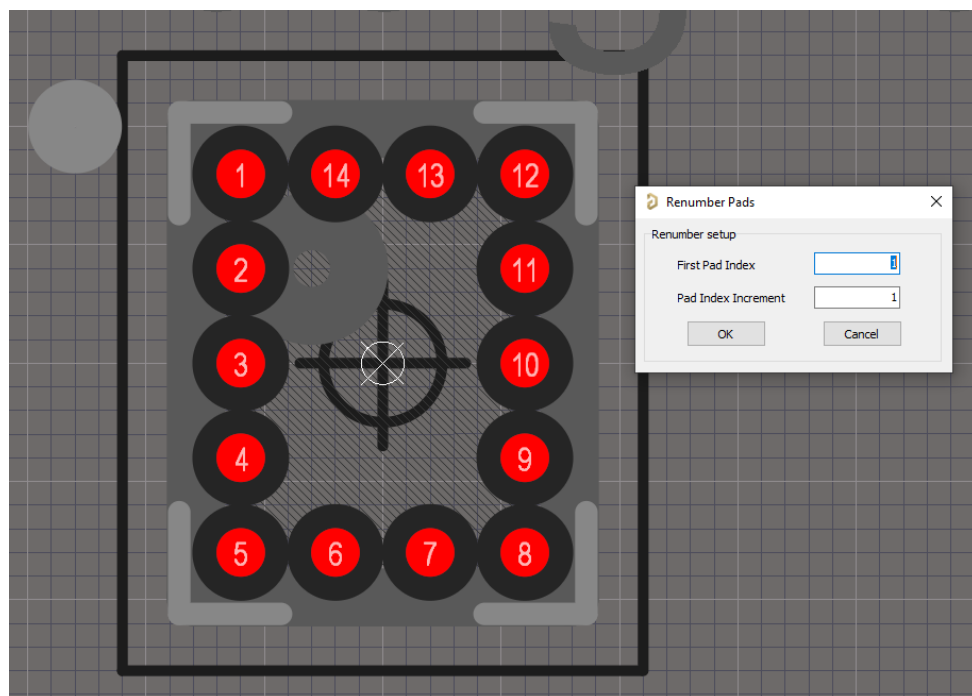 1 14 13 12
2 11
3 10
4 9
5 6 7 8
Renumber Pads
Renumber setup
First Pad Index 1
Pad Index Increment 1
OK Cancel